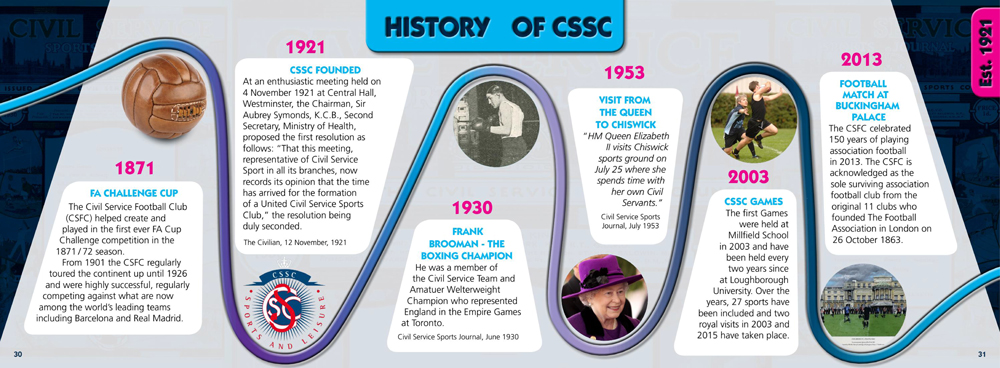 HISTORY OF CSSC
Est. 1921
1871
FA CHALLENGE CUP
The Civil Service Football Club
(CSFC) helped create and
played in the first ever FA Cup
Challenge competition in the
1871/72 season.
From 1901 the CSFC regularly
toured the continent up until 1926
and were highly successful, regularly
competing against what are now
among the world's leading teams
including Barcelona and Real Madrid.
1921
CSSC FOUNDED
At an enthusiastic meeting held on
4 November 1921 at Central Hall,
Westminster, the Chairman, Sir
Aubrey Symonds, K.C.B., Second
Secretary, Ministry of Health,
proposed the first resolution as
follows: "That this meeting,
representative of Civil Service
Sport in all its branches, now
records its opinion that the time
has arrived for the formation
of a United Civil Service Sports
Club," the resolution being
duly seconded.
The Civilian, 12 November, 1921
CSSC
SPORTS AND LEISURE
1930
FRANK
BROOMAN - THE
BOXING CHAMPION
He was a member of
the Civil Service Team and
Amatuer Welterweight
Champion who represented
England in the Empire Games
at Toronto.
Civil Service Sports Journal, June 1930
1953
VISIT FROM
THE QUEEN
TO CHISWICK
"HM Queen Elizabeth
II visits Chiswick
sports ground on
July 25 where she
spends time with
her own Civil
Servants."
Civil Service Sports
Journal, July 1953
2003
CSSC GAMES
The first Games
were held at
Millfield School
in 2003 and have
been held every
two years since
at Loughborough
University. Over the
years, 27 sports have
been included and two
royal visits in 2003 and
2015 have taken place.
2013
FOOTBALL
MATCH AT
BUCKINGHAM
PALACE
The CSFC celebrated
150 years of playing
association football
in 2013. The CSFC is
acknowledged as the
sole surviving association
football club from the
original 11 clubs who
founded The Football
Association in London on
26 October 1863.
30
31